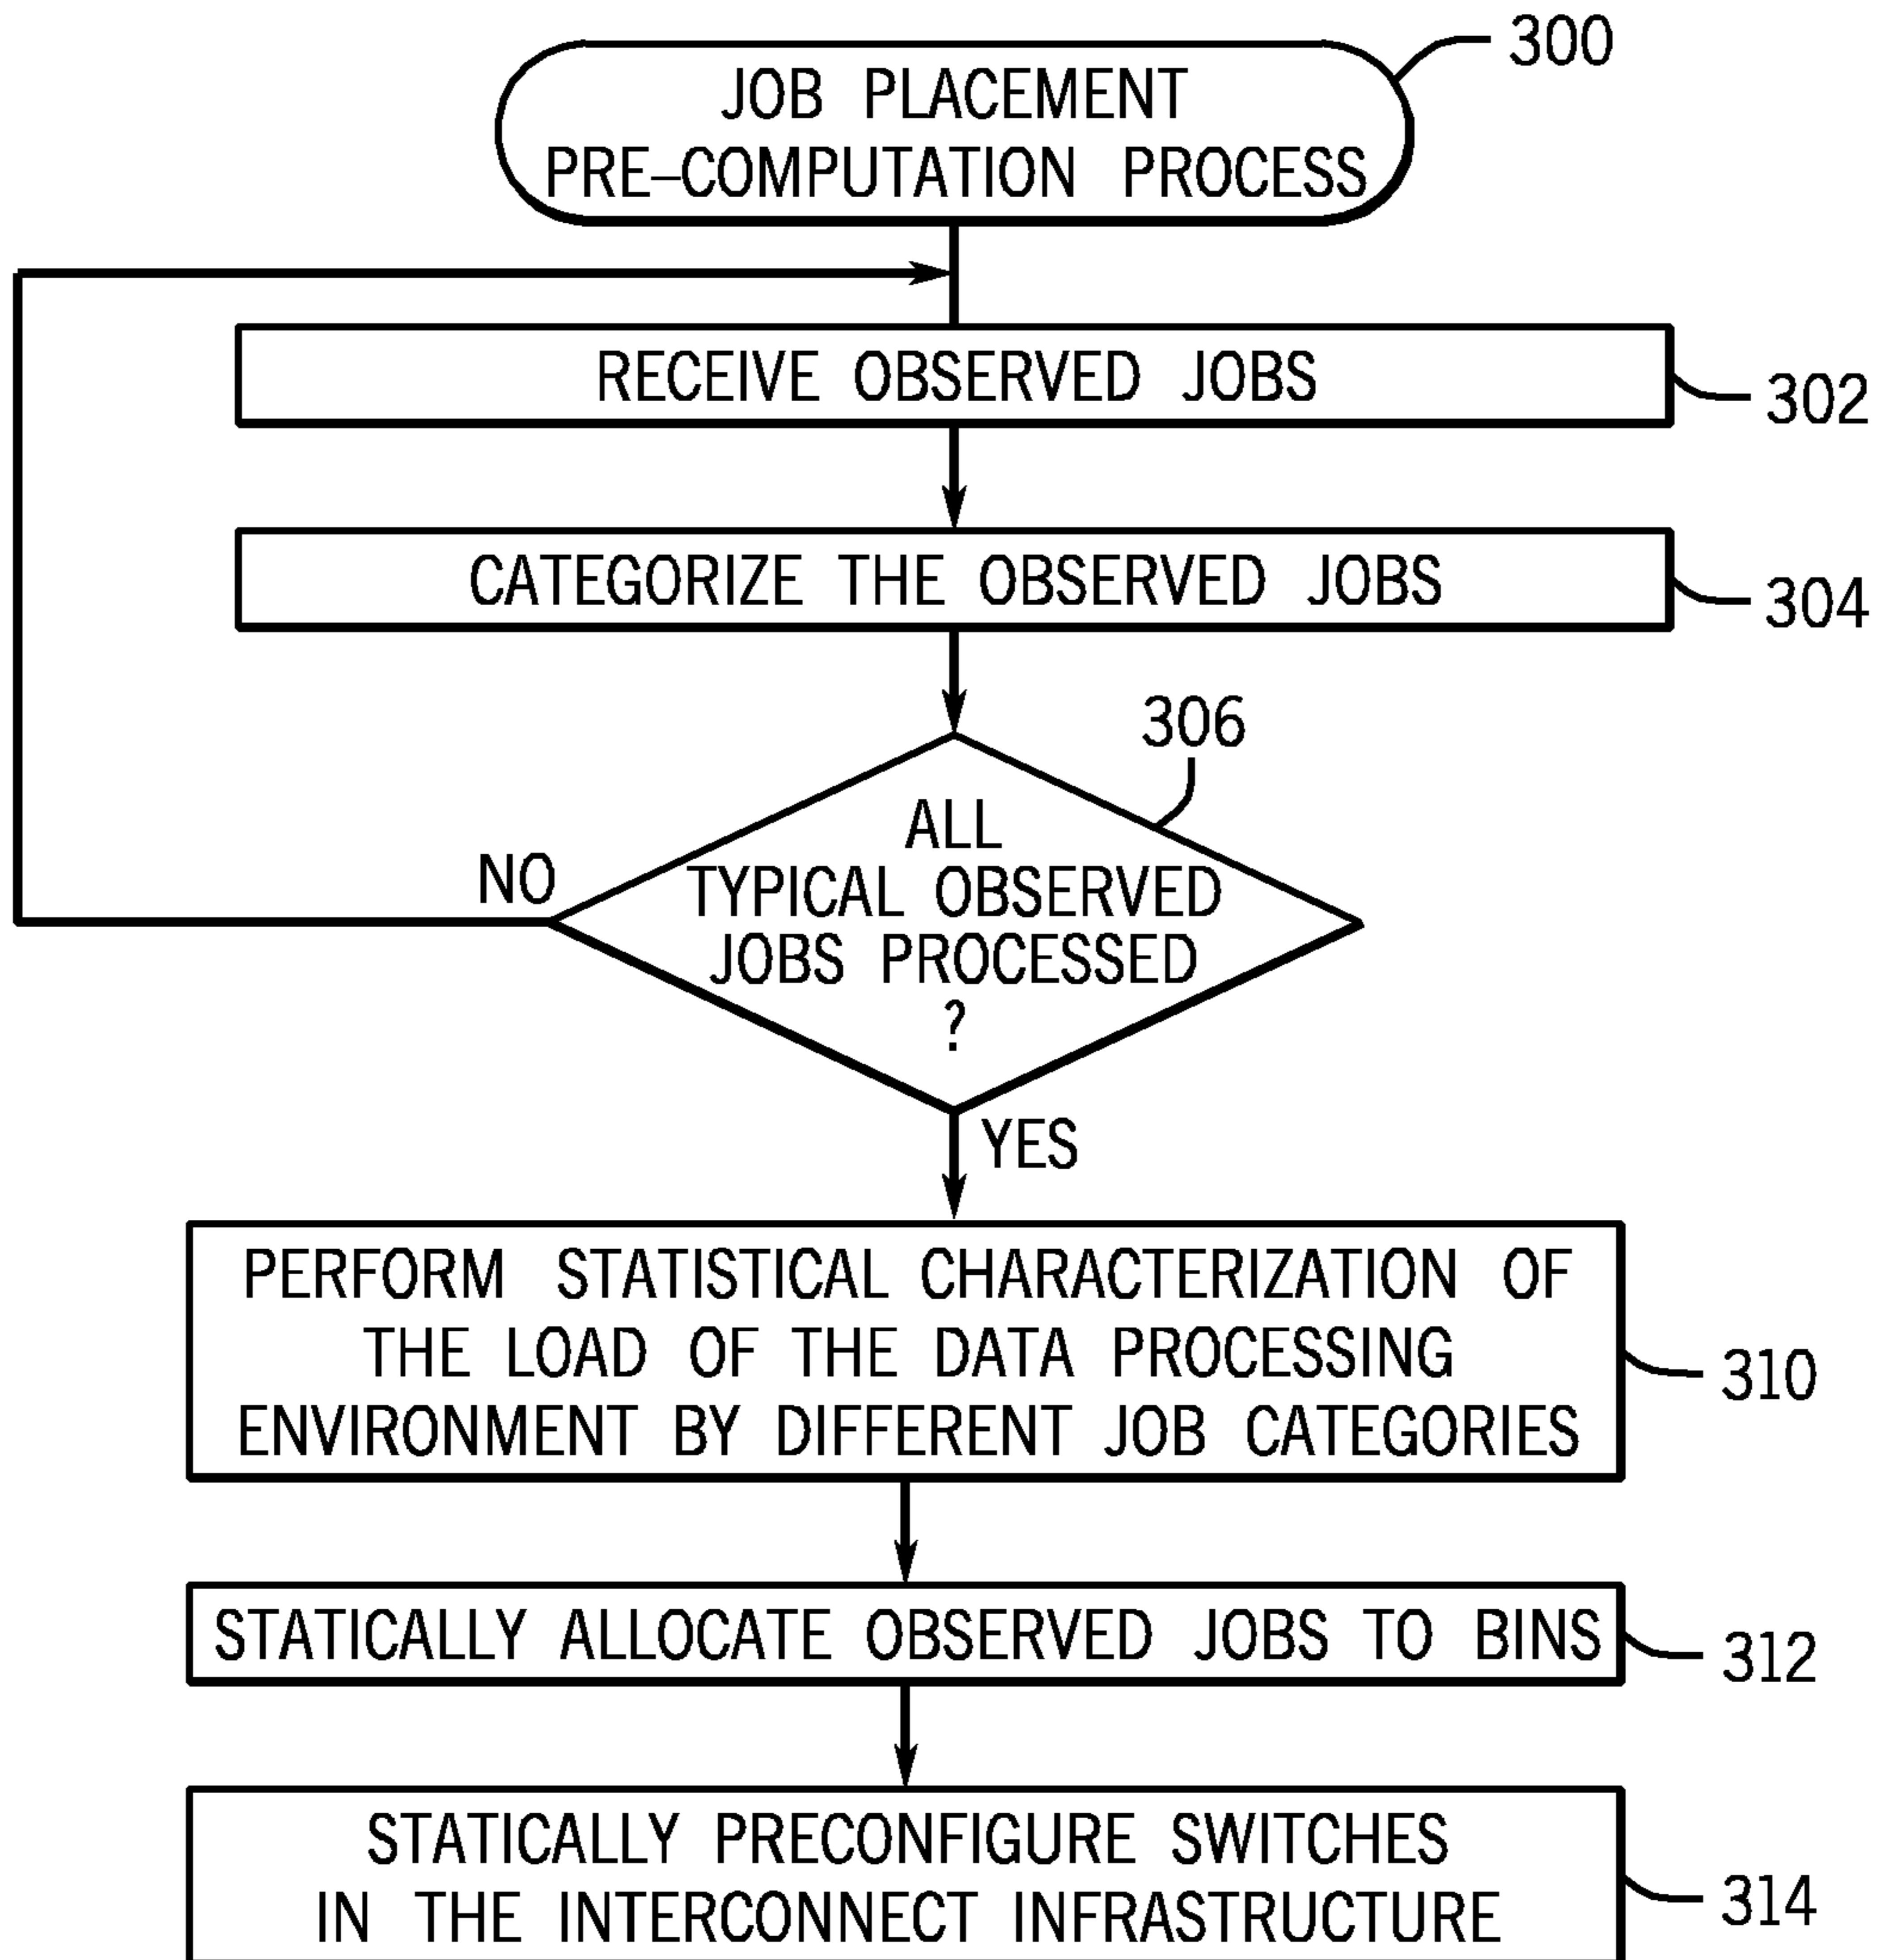 300
JOB PLACEMENT
PRE-COMPUTATION PROCESS
RECEIVE OBSERVED JOBS
302
CATEGORIZE THE OBSERVED JOBS
304
306
ALL
TYPICAL OBSERVED
JOBS PROCESSED
?
NO
YES
PERFORM STATISTICAL CHARACTERIZATION OF
THE LOAD OF THE DATA PROCESSING
ENVIRONMENT BY DIFFERENT JOB CATEGORIES
310
STATICALLY ALLOCATE OBSERVED JOBS TO BINS
312
STATICALLY PRECONFIGURE SWITCHES
IN THE INTERCONNECT INFRASTRUCTURE
314